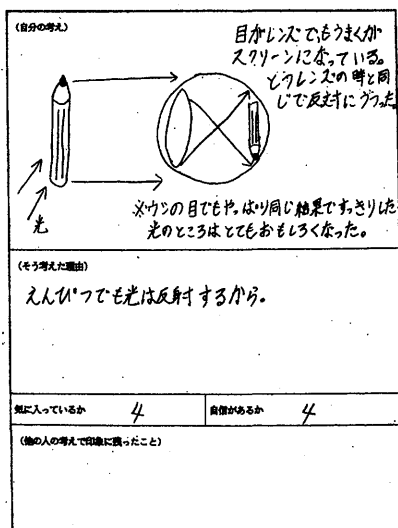 (自分の考え)
目がレンズで、もうまくが
スクリーンになっている。
とつレンズの時と同
じで反対にうつった。
光
※ウシの目でもやっぱり同じ結果ですっきりした
光のところはとてもおもしろくなった。
(そう考えた理由)
えんぴつでも光は反射するから。
気に入っているか 4 自信があるか 4
(他の人の考えで印象に残ったこと)